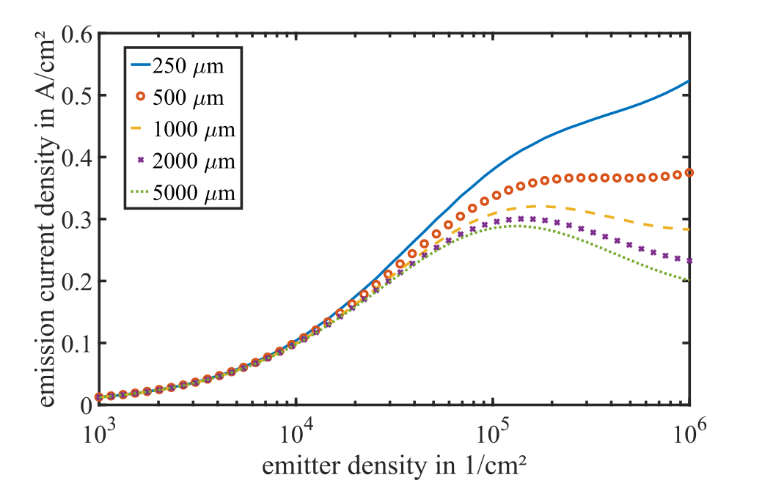 emission current density in A/cm²
0.6
0.5
0.4
0.3
0.2
0.1
0
250 μm
500 μm
1000 μm
2000 μm
5000 μm
10³ 10⁴ 10⁵ 10⁶
emitter density in 1/cm²